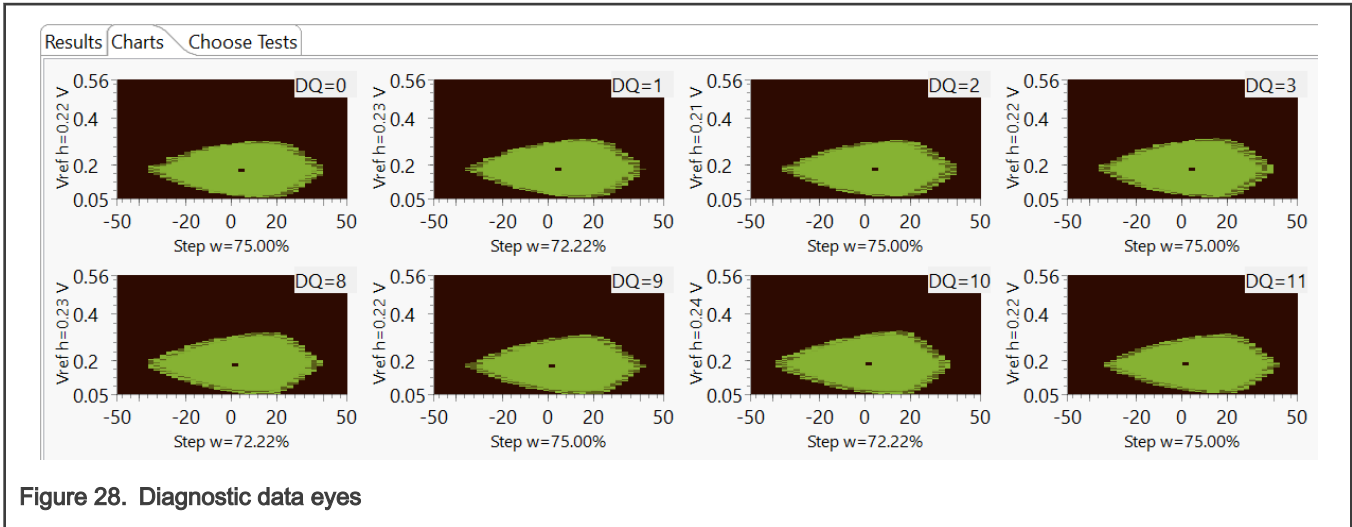 Results Charts Choose Tests
DQ=0
0.56
0.4
0.2
0.05
Vref h=0.22 V
-50 -20 0 20 50
Step w=75.00%
DQ=1
0.56
0.4
0.2
0.05
Vref h=0.23 V
-50 -20 0 20 50
Step w=72.22%
DQ=2
0.56
0.4
0.2
0.05
Vref h=0.21 V
-50 -20 0 20 50
Step w=75.00%
DQ=3
0.56
0.4
0.2
0.05
Vref h=0.22 V
-50 -20 0 20 50
Step w=75.00%
DQ=8
0.56
0.4
0.2
0.05
Vref h=0.23 V
-50 -20 0 20 50
Step w=72.22%
DQ=9
0.56
0.4
0.2
0.05
Vref h=0.22 V
-50 -20 0 20 50
Step w=75.00%
DQ=10
0.56
0.4
0.2
0.05
Vref h=0.24 V
-50 -20 0 20 50
Step w=72.22%
DQ=11
0.56
0.4
0.2
0.05
Vref h=0.22 V
-50 -20 0 20 50
Step w=75.00%
Figure 28. Diagnostic data eyes